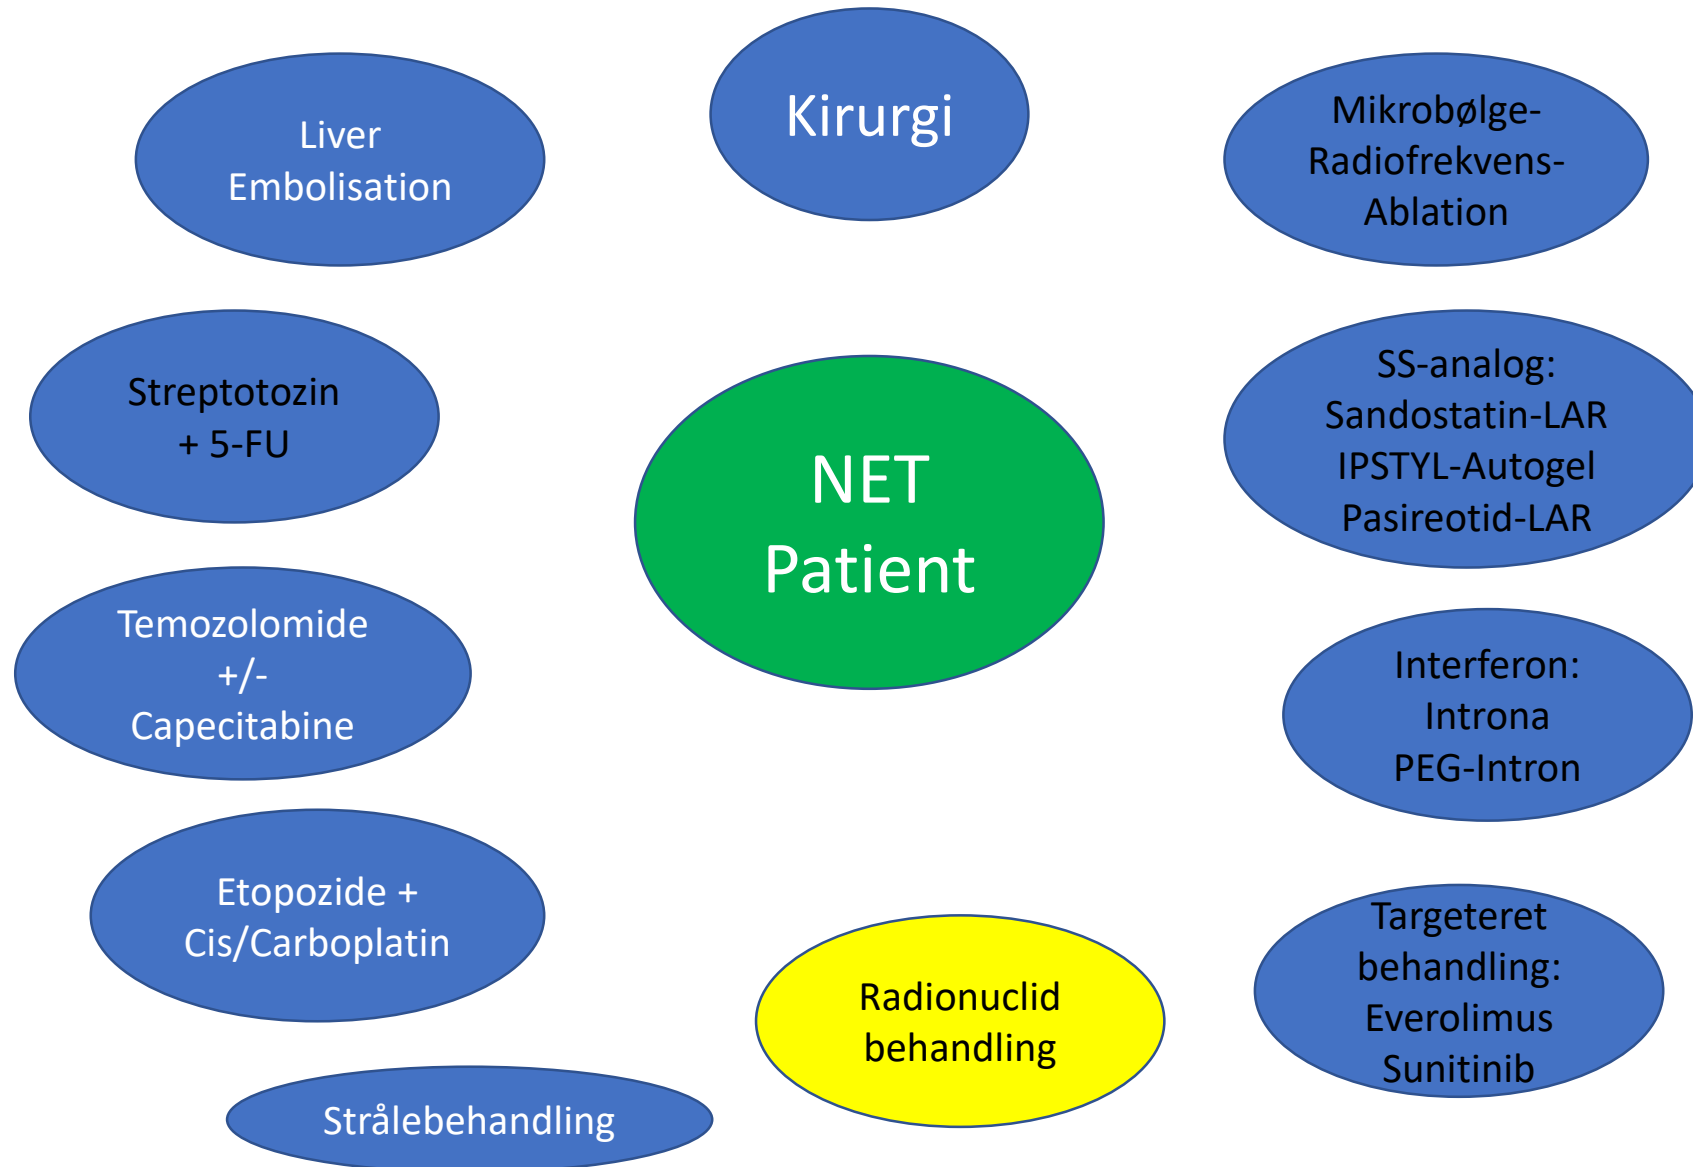 Liver
Embolisation
Kirurgi
Mikrobølge-
Radiofrekvens-
Ablation
Streptotozin
+ 5-FU
NET
Patient
SS-analog:
Sandostatin-LAR
IPSTYL-Autogel
Pasireotid-LAR
Temozolomide
+/-
Capecitabine
Interferon:
Introna
PEG-Intron
Etopozide +
Cis/Carboplatin
Radionuclid
behandling
Targeteret
behandling:
Everolimus
Sunitinib
Strålebehandling